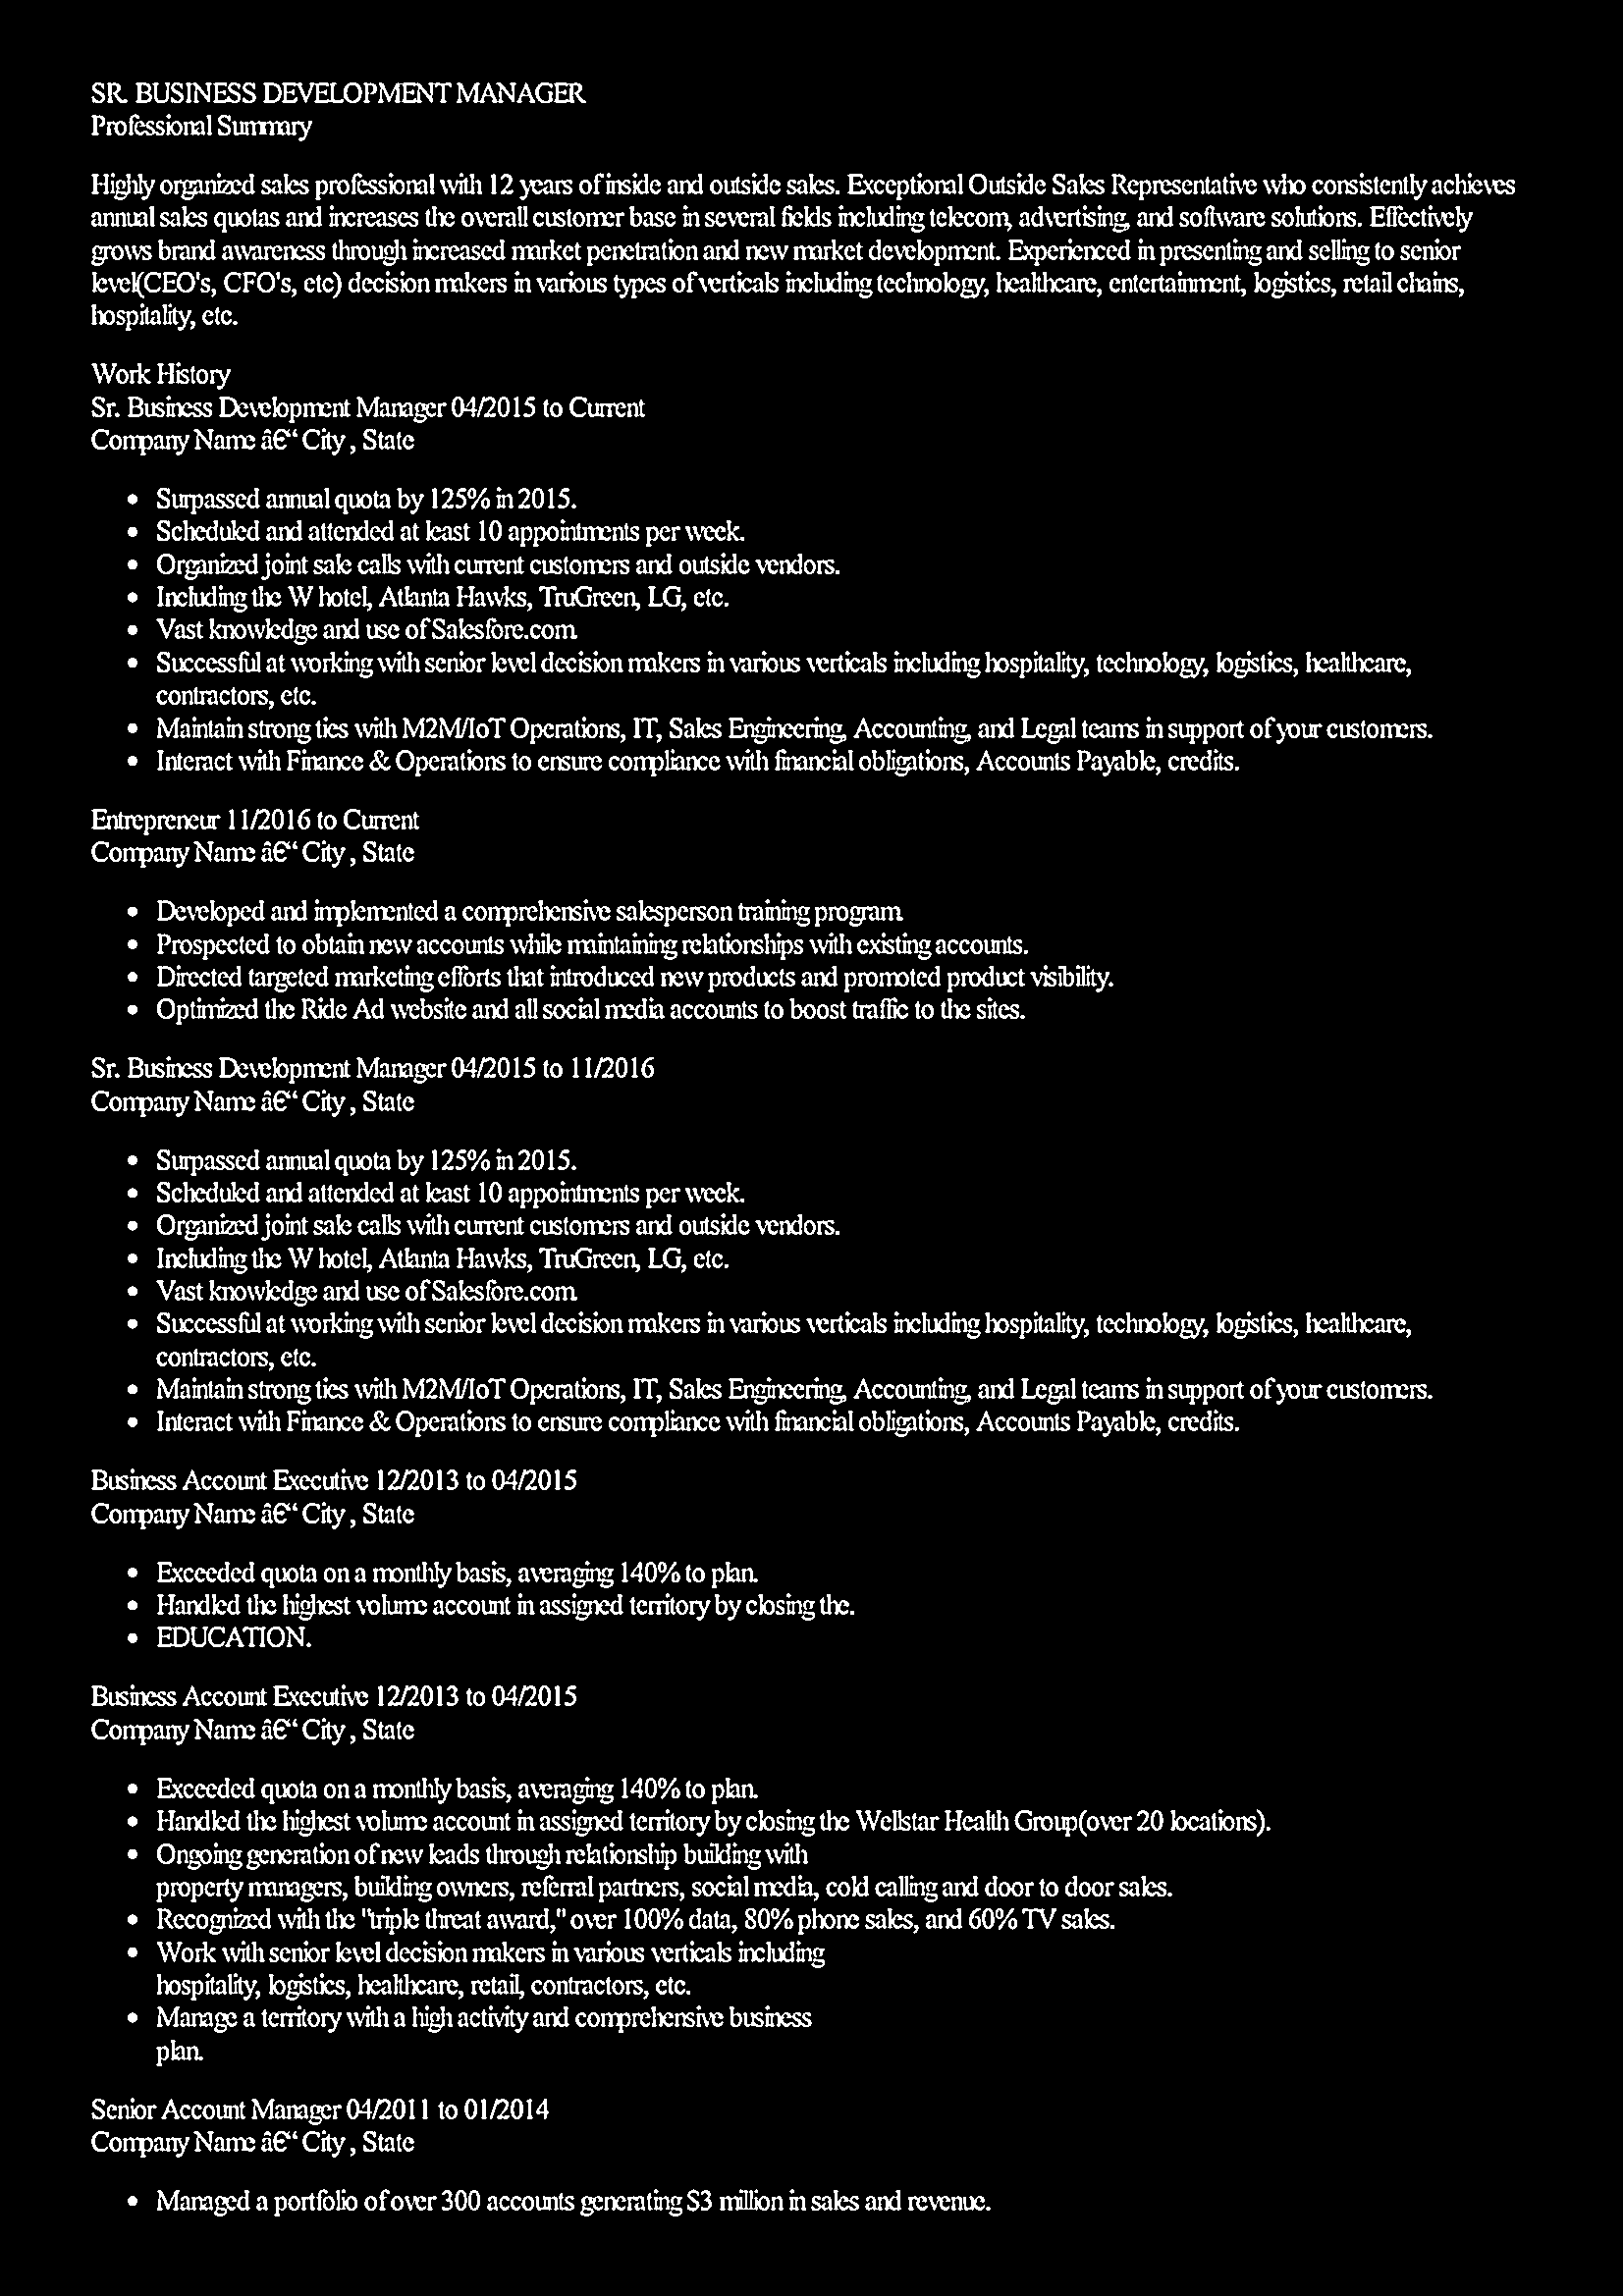 SR. BUSINESS DEVELOPMENT MANAGER
Professional Summary
Highly organized sales professional with 12 years of inside and outside sales. Exceptional Outside Sales Representative who consistently achieves
annual sales quotas and increases the overall customer base in several fields including telecom, advertising, and software solutions. Effectively
grows brand awareness through increased market penetration and new market development. Experienced in presenting and selling to senior
level(CEO's, CFO's, etc) decision makers in various types of verticals including technology, healthcare, entertainment, logistics, retail chains,
hospitality, etc.
Work History
Sr. Business Development Manager 04/2015 to Current
Company Name â€“ City , State
• Surpassed annual quota by 125% in 2015.
• Scheduled and attended at least 10 appointments per week.
• Organized joint sale calls with current customers and outside vendors.
• Including the W hotel, Atlanta Hawks, TruGreen, LG, etc.
• Vast knowledge and use of Salesfore.com.
• Successful at working with senior level decision makers in various verticals including hospitality, technology, logistics, healthcare,
contractors, etc.
• Maintain strong ties with M2M/IoT Operations, IT, Sales Engineering, Accounting, and Legal teams in support of your customers.
• Interact with Finance & Operations to ensure compliance with financial obligations, Accounts Payable, credits.
Entrepreneur 11/2016 to Current
Company Name â€“ City , State
• Developed and implemented a comprehensive salesperson training program.
• Prospected to obtain new accounts while maintaining relationships with existing accounts.
• Directed targeted marketing efforts that introduced new products and promoted product visibility.
• Optimized the Ride Ad website and all social media accounts to boost traffic to the sites.
Sr. Business Development Manager 04/2015 to 11/2016
Company Name â€“ City , State
• Surpassed annual quota by 125% in 2015.
• Scheduled and attended at least 10 appointments per week.
• Organized joint sale calls with current customers and outside vendors.
• Including the W hotel, Atlanta Hawks, TruGreen, LG, etc.
• Vast knowledge and use of Salesfore.com.
• Successful at working with senior level decision makers in various verticals including hospitality, technology, logistics, healthcare,
contractors, etc.
• Maintain strong ties with M2M/IoT Operations, IT, Sales Engineering, Accounting, and Legal teams in support of your customers.
• Interact with Finance & Operations to ensure compliance with financial obligations, Accounts Payable, credits.
Business Account Executive 12/2013 to 04/2015
Company Name â€“ City , State
• Exceeded quota on a monthly basis, averaging 140% to plan.
• Handled the highest volume account in assigned territory by closing the.
• EDUCATION.
Business Account Executive 12/2013 to 04/2015
Company Name â€“ City , State
• Exceeded quota on a monthly basis, averaging 140% to plan.
• Handled the highest volume account in assigned territory by closing the Wellstar Health Group(over 20 locations).
• Ongoing generation of new leads through relationship building with
property managers, building owners, referral partners, social media, cold calling and door to door sales.
• Recognized with the "triple threat award," over 100% data, 80% phone sales, and 60% TV sales.
• Work with senior level decision makers in various verticals including
hospitality, logistics, healthcare, retail, contractors, etc.
• Manage a territory with a high activity and comprehensive business
plan.
Senior Account Manager 04/2011 to 01/2014
Company Name â€“ City , State
• Managed a portfolio of over 300 accounts generating $3 million in sales and revenue.